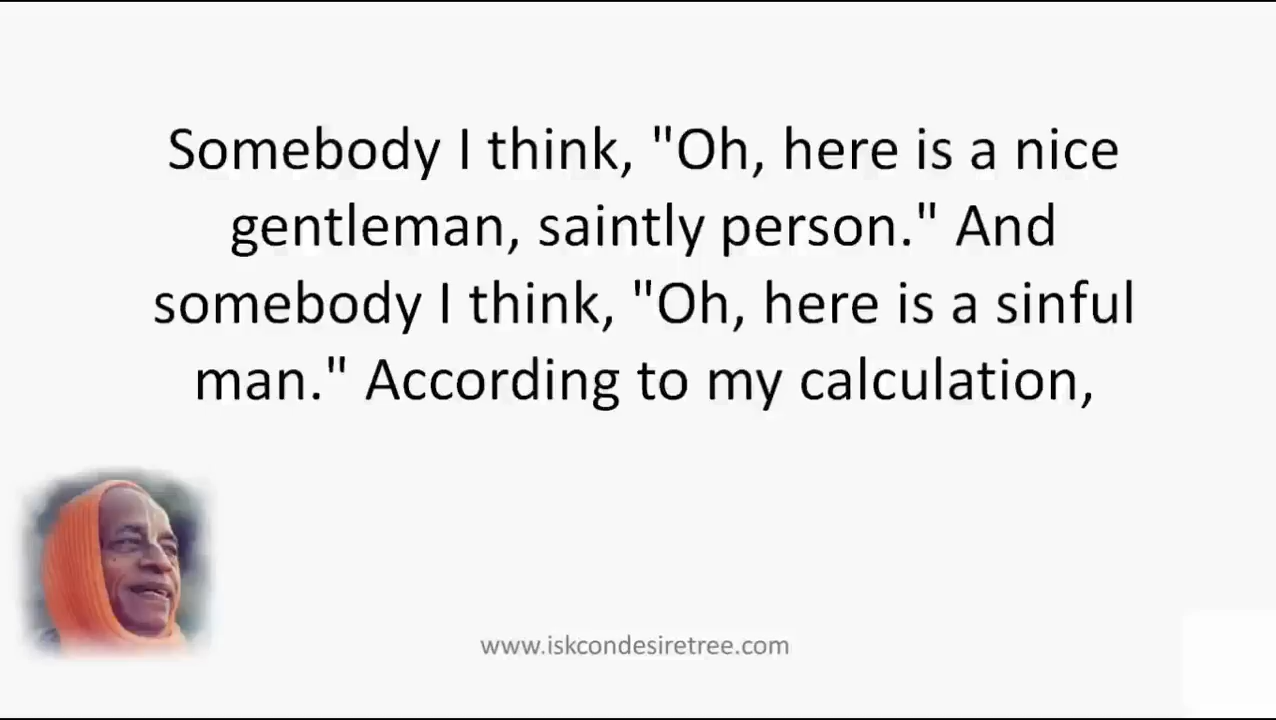 Somebody I think, "Oh, here is a nice
gentleman, saintly person." And
somebody I think, "Oh, here is a sinful
man." According to my calculation,
www.iskcondesiretree.com